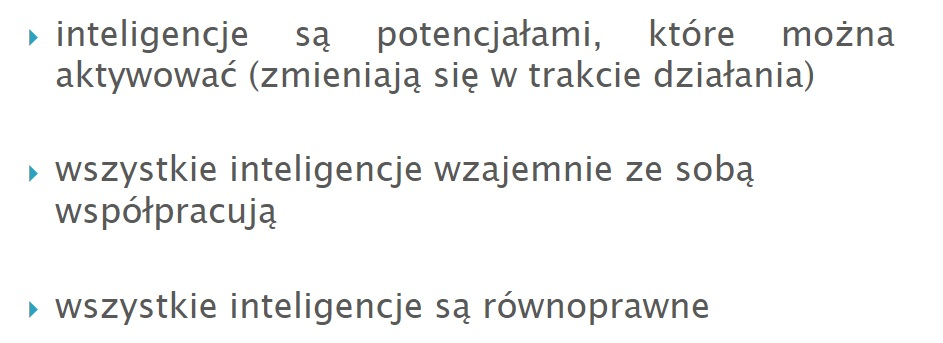 inteligencje są potencjałami, które można
aktywować (zmieniają się w trakcie działania)
wszystkie inteligencje wzajemnie ze sobą
współpracują
wszystkie inteligencje są równoprawne